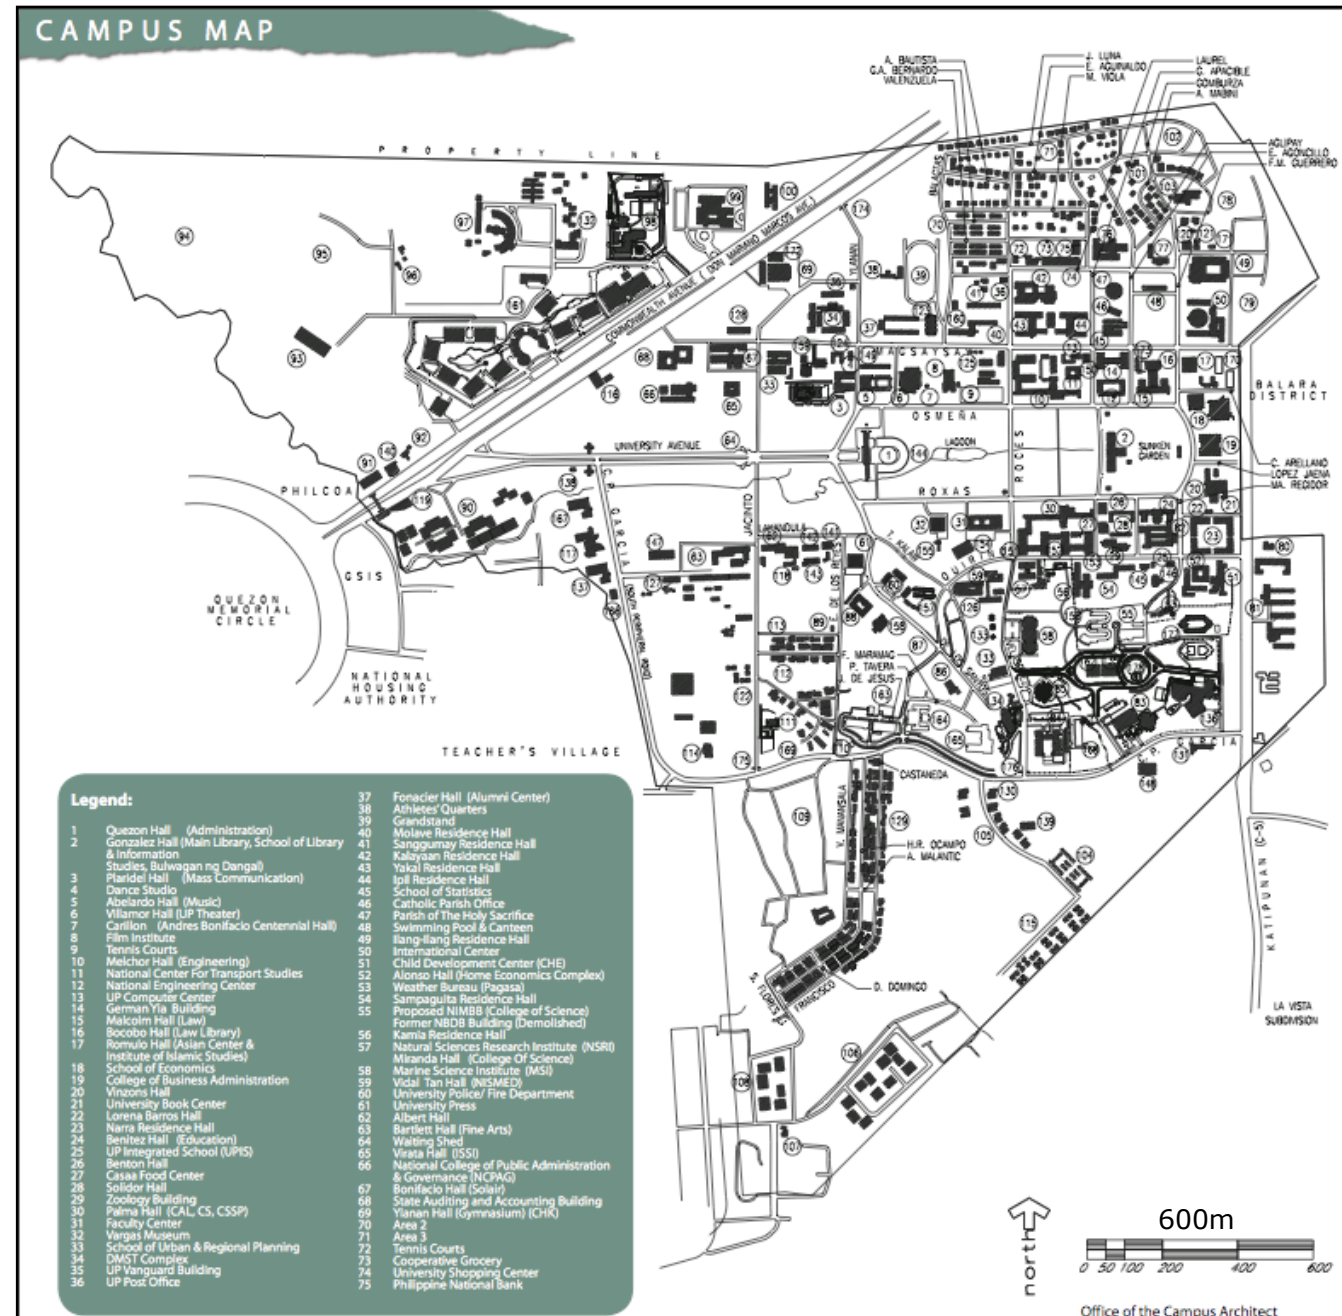 CAMPUS MAP
A. BAUTISTA
G.A. BERNARDO
VALENZUELA
J. LUNA
E. AGUINALDO
M. VIOLA
LAUREL
C. APACIBLE
GOMBURZA
A. MABINI
AGLIPAY
E. AGONCILLO
F.M. GUERRERO
PROPERTY LINE
BALAGTAS
COMMONWEALTH AVENUE ( DON MARIANO MARCOS AVE.)
YLANAN
MAGSAYSAY
OSMEÑA
BALARA
DISTRICT
UNIVERSITY AVENUE
LAGOON
ROCES
SUNKEN
GARDEN
C. ARELLANO
LOPEZ JAENA
MA. REGIDOR
ROXAS
PHILCOA
C.P. GARCIA
JACINTO
LAKANDULA
T. KALAW
QUIRINO
E. DE LOS REYES
GSIS
QUEZON
MEMORIAL
CIRCLE
NATIONAL
HOUSING
AUTHORITY
F. MARAMAG
P. TAVERA
J. DE JESUS
C.P. GARCIA
TEACHER'S VILLAGE
CASTANEDA
H.R. OCAMPO
A. MALANTIC
D. DOMINGO
S. FLORES
FRANCISCO
KATIPUNAN (C-5)
LA VISTA
SUBDIVISION
Legend:
1 Quezon Hall (Administration)
2 Gonzalez Hall (Main Library, School of Library
& Information
Studies, Bulwagan ng Dangal)
3 Plaridel Hall (Mass Communication)
4 Dance Studio
5 Abelardo Hall (Music)
6 Villamor Hall (UP Theater)
7 Carillon (Andres Bonifacio Centennial Hall)
8 Film Institute
9 Tennis Courts
10 Melchor Hall (Engineering)
11 National Center For Transport Studies
12 National Engineering Center
13 UP Computer Center
14 German Yia Building
15 Malcolm Hall (Law)
16 Bocobo Hall (Law Library)
17 Romulo Hall (Asian Center &
Institute of Islamic Studies)
18 School of Economics
19 College of Business Administration
20 Vinzons Hall
21 University Book Center
22 Lorena Barros Hall
23 Narra Residence Hall
24 Benitez Hall (Education)
25 UP Integrated School (UPIS)
26 Benton Hall
27 Casaa Food Center
28 Solidor Hall
29 Zoology Building
30 Palma Hall (CAL, CS, CSSP)
31 Faculty Center
32 Vargas Museum
33 School of Urban & Regional Planning
34 DMST Complex
35 UP Vanguard Building
36 UP Post Office
37 Fonacier Hall (Alumni Center)
38 Athletes' Quarters
39 Grandstand
40 Molave Residence Hall
41 Sanggumay Residence Hall
42 Kalayaan Residence Hall
43 Yakal Residence Hall
44 Ipil Residence Hall
45 School of Statistics
46 Catholic Parish Office
47 Parish of The Holy Sacrifice
48 Swimming Pool & Canteen
49 Ilang-Ilang Residence Hall
50 International Center
51 Child Development Center (CHE)
52 Alonso Hall (Home Economics Complex)
53 Weather Bureau (Pagasa)
54 Sampaguita Residence Hall
55 Proposed NIMBB (College of Science)
Former NBDB Building (Demolished)
56 Kamia Residence Hall
57 Natural Sciences Research Institute (NSRI)
Miranda Hall (College Of Science)
58 Marine Science Institute (MSI)
59 Vidal Tan Hall (NISMED)
60 University Police/ Fire Department
61 University Press
62 Albert Hall
63 Bartlett Hall (Fine Arts)
64 Waiting Shed
65 Virata Hall (ISSI)
66 National College of Public Administration
& Governance (NCPAG)
67 Bonifacio Hall (Solair)
68 State Auditing and Accounting Building
69 Ylanan Hall (Gymnasium) (CHK)
70 Area 2
71 Area 3
72 Tennis Courts
73 Cooperative Grocery
74 University Shopping Center
75 Philippine National Bank
north
600m
0 50 100 200 400 600
Office of the Campus Architect